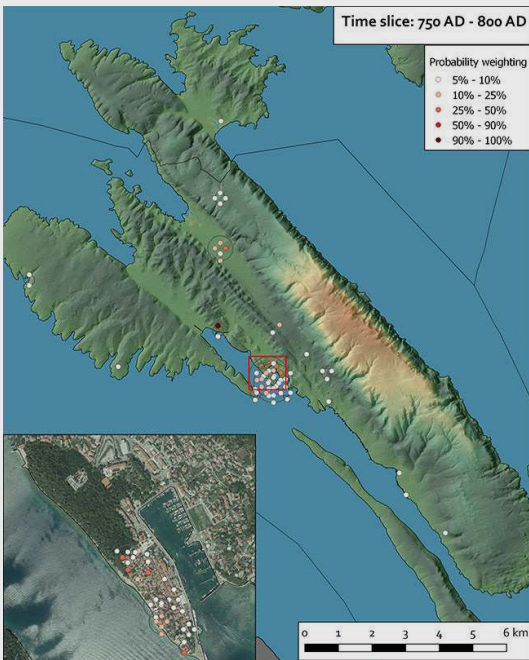 Time slice: 750 AD - 800 AD
Probability weighting
5% - 10%
10% - 25%
25% - 50%
50% - 90%
90% - 100%
0 1 2 3 4 5 6 km